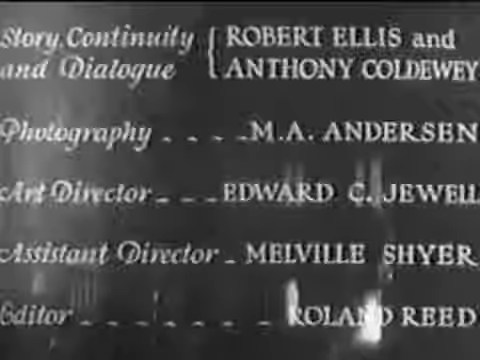 Story, Continuity { ROBERT ELLIS and
and Dialogue ANTHONY COLDEWEY
Photography _ _ _ _ M.A. ANDERSEN
Art Director _ _ _ EDWARD C. JEWELL
Assistant Director _ MELVILLE SHYER
Editor _ _ _ _ _ _ _ ROLAND REED